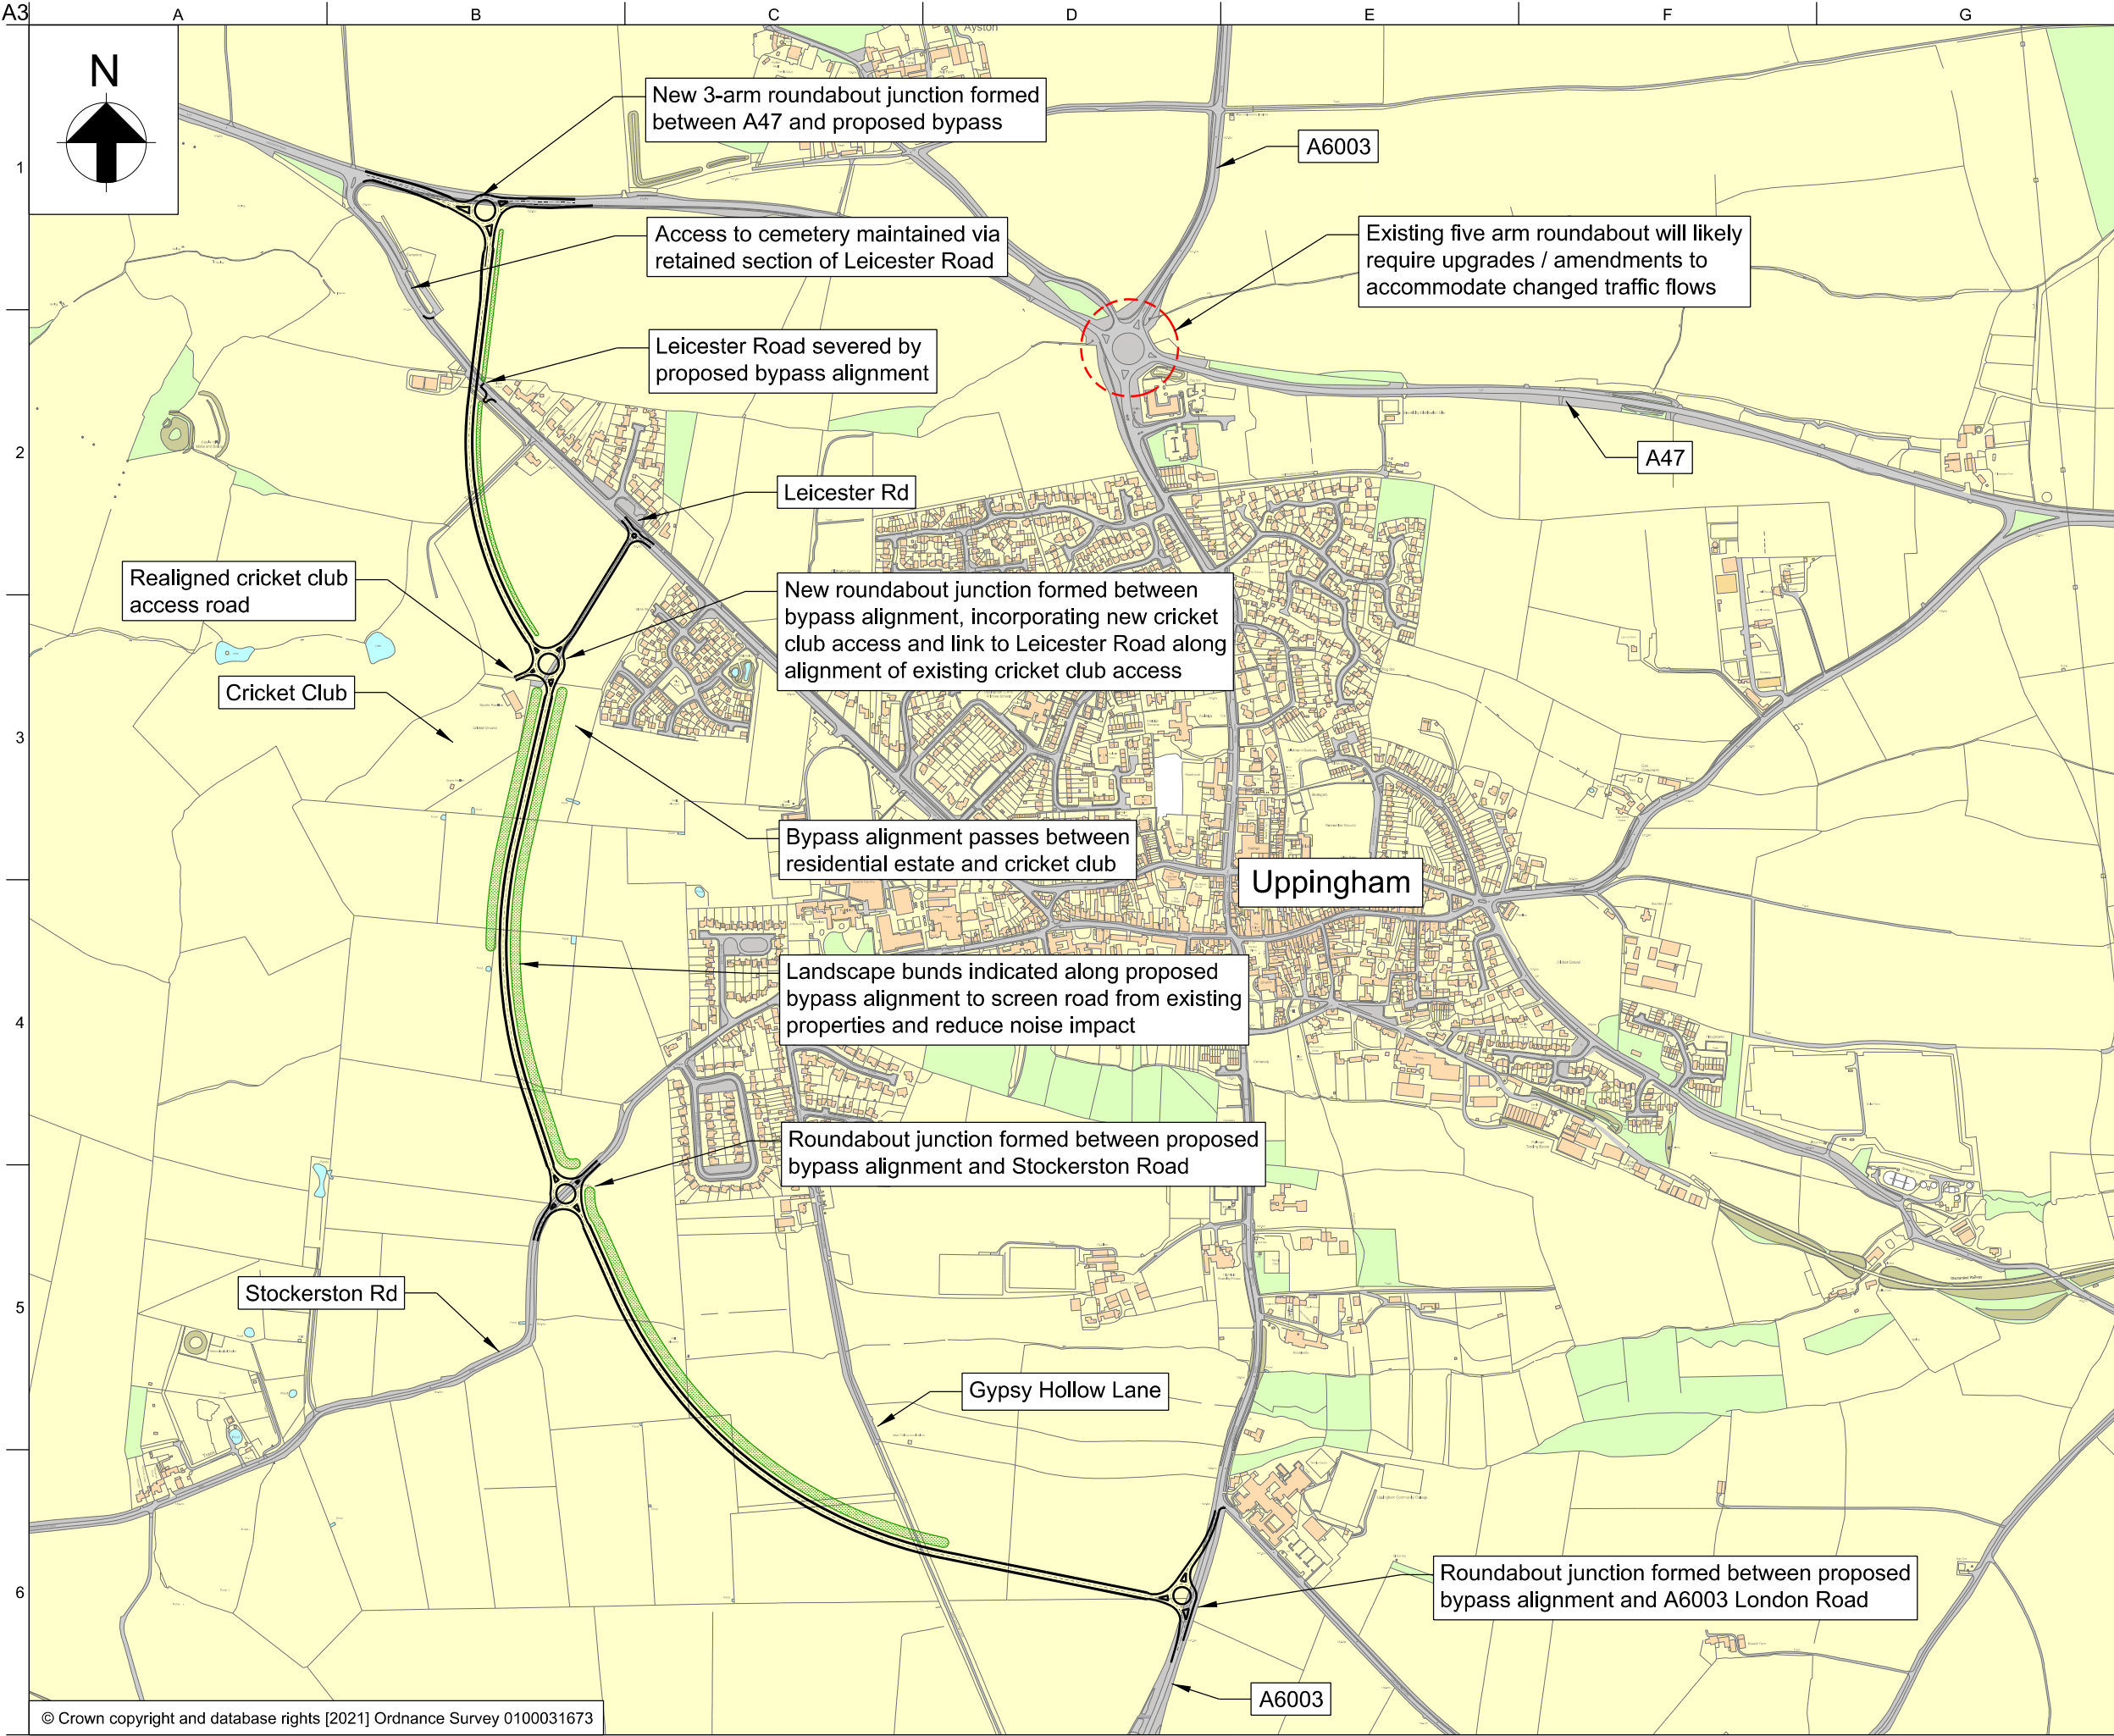 A3
A
B
C
D
E
F
G
N
1
2
3
4
5
6
Ayston
New 3-arm roundabout junction formed
between A47 and proposed bypass
A6003
Access to cemetery maintained via
retained section of Leicester Road
Existing five arm roundabout will likely
require upgrades / amendments to
accommodate changed traffic flows
Leicester Road severed by
proposed bypass alignment
A47
Leicester Rd
Realigned cricket club
access road
New roundabout junction formed between
bypass alignment, incorporating new cricket
club access and link to Leicester Road along
alignment of existing cricket club access
Cricket Club
Bypass alignment passes between
residential estate and cricket club
Uppingham
Landscape bunds indicated along proposed
bypass alignment to screen road from existing
properties and reduce noise impact
Roundabout junction formed between proposed
bypass alignment and Stockerston Road
Stockerston Rd
Gypsy Hollow Lane
Roundabout junction formed between proposed
bypass alignment and A6003 London Road
A6003
© Crown copyright and database rights [2021] Ordnance Survey 0100031673